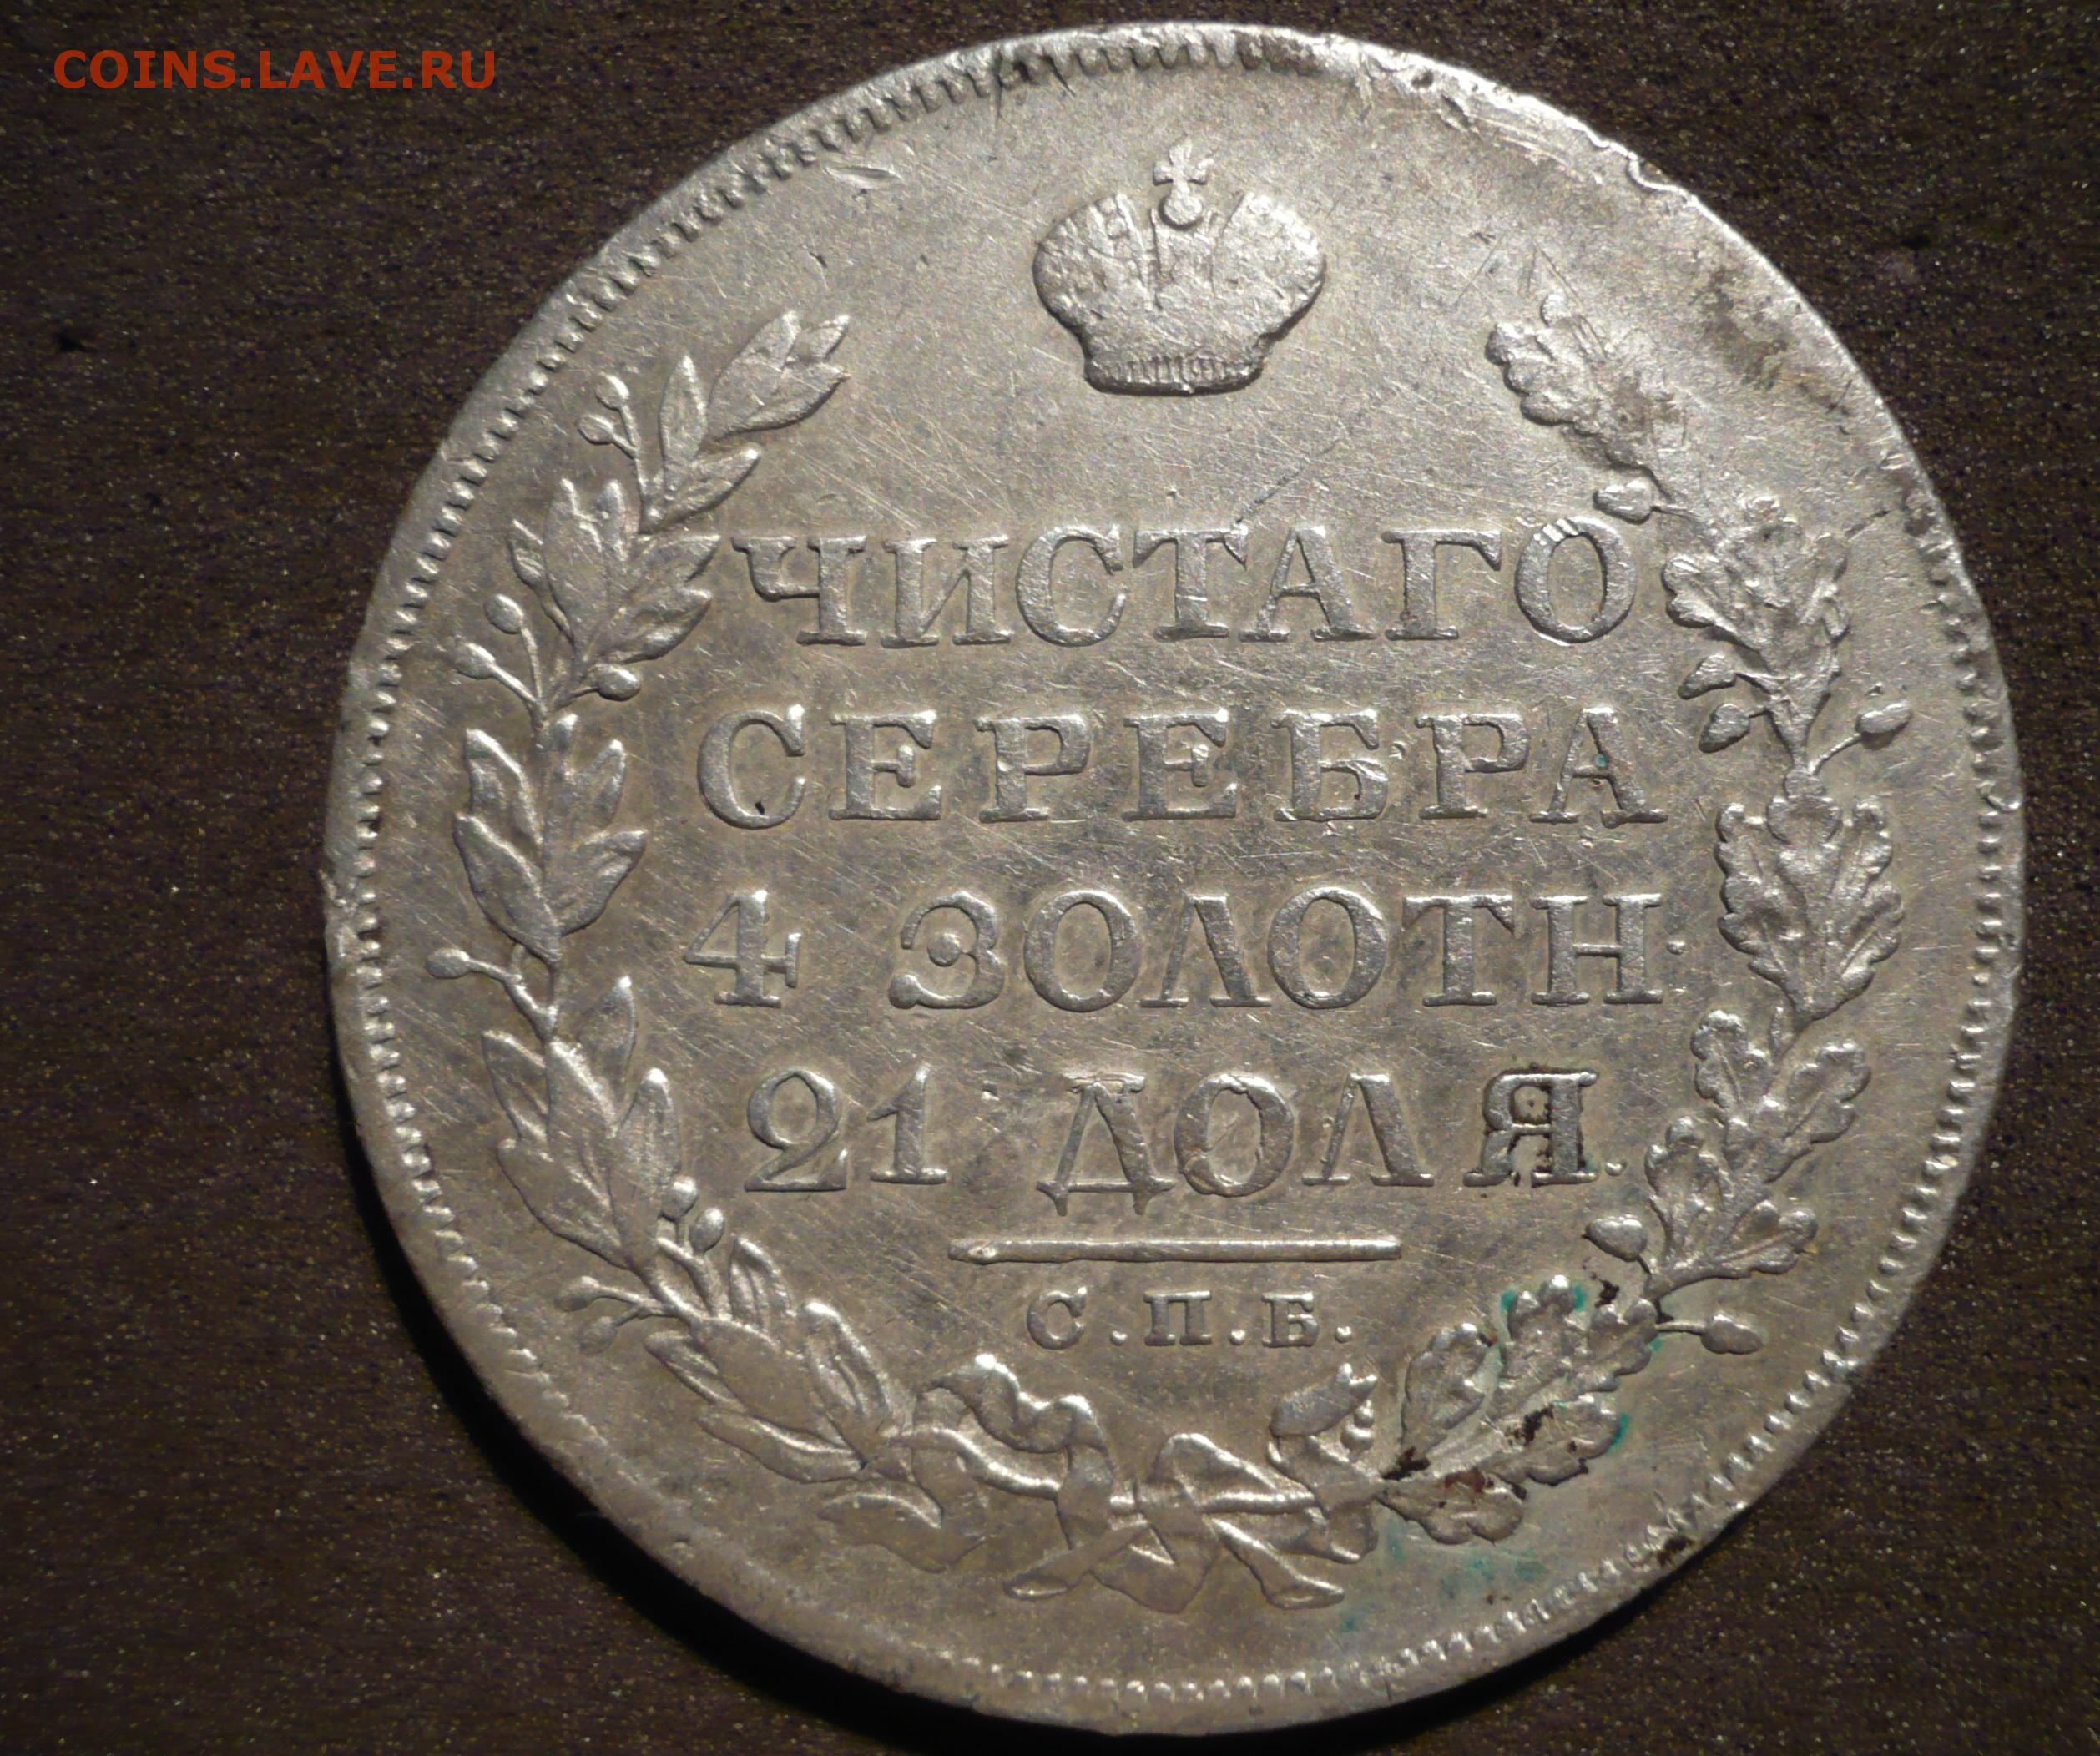 COINS.LAVE.RU
ЧИСТАГО
СЕРЕБРА
4 ЗОЛОТН.
21 ДОЛЯ.
С.П.Б.